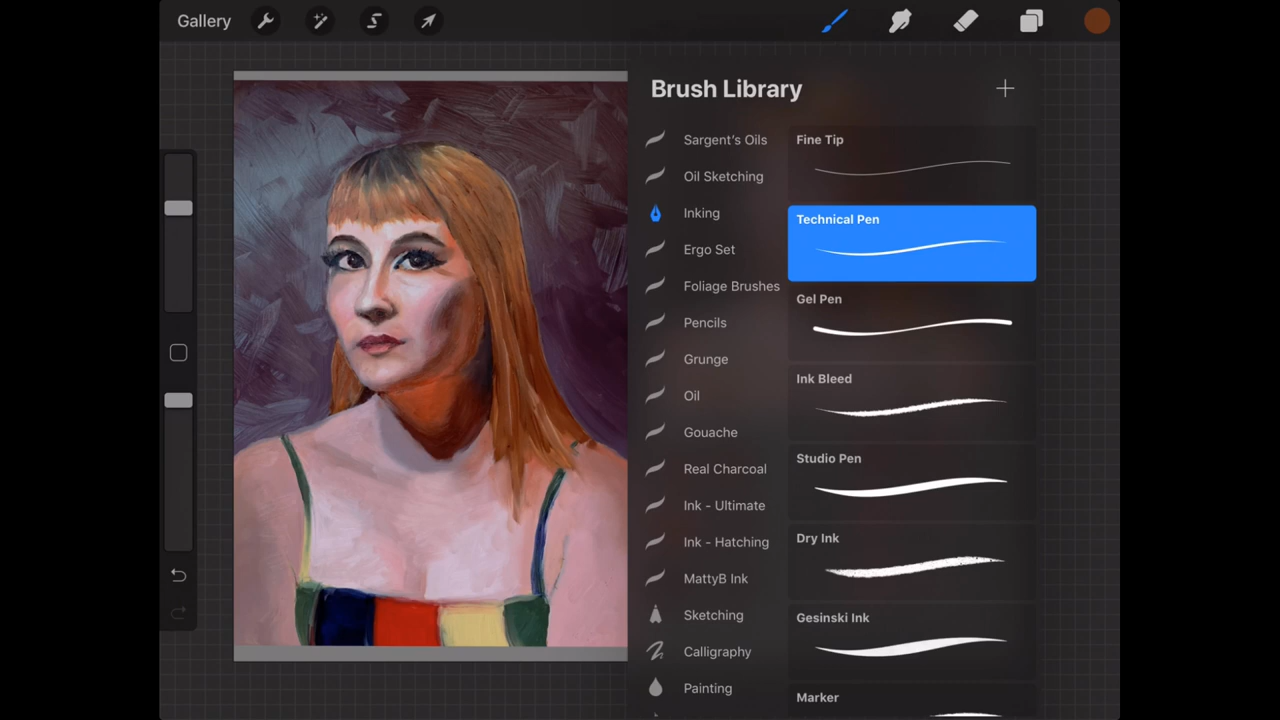 Gallery
Brush Library
Sargent's Oils
Oil Sketching
Inking
Ergo Set
Foliage Brushes
Pencils
Grunge
Oil
Gouache
Real Charcoal
Ink - Ultimate
Ink - Hatching
MattyB Ink
Sketching
Calligraphy
Painting
Fine Tip
Technical Pen
Gel Pen
Ink Bleed
Studio Pen
Dry Ink
Gesinski Ink
Marker